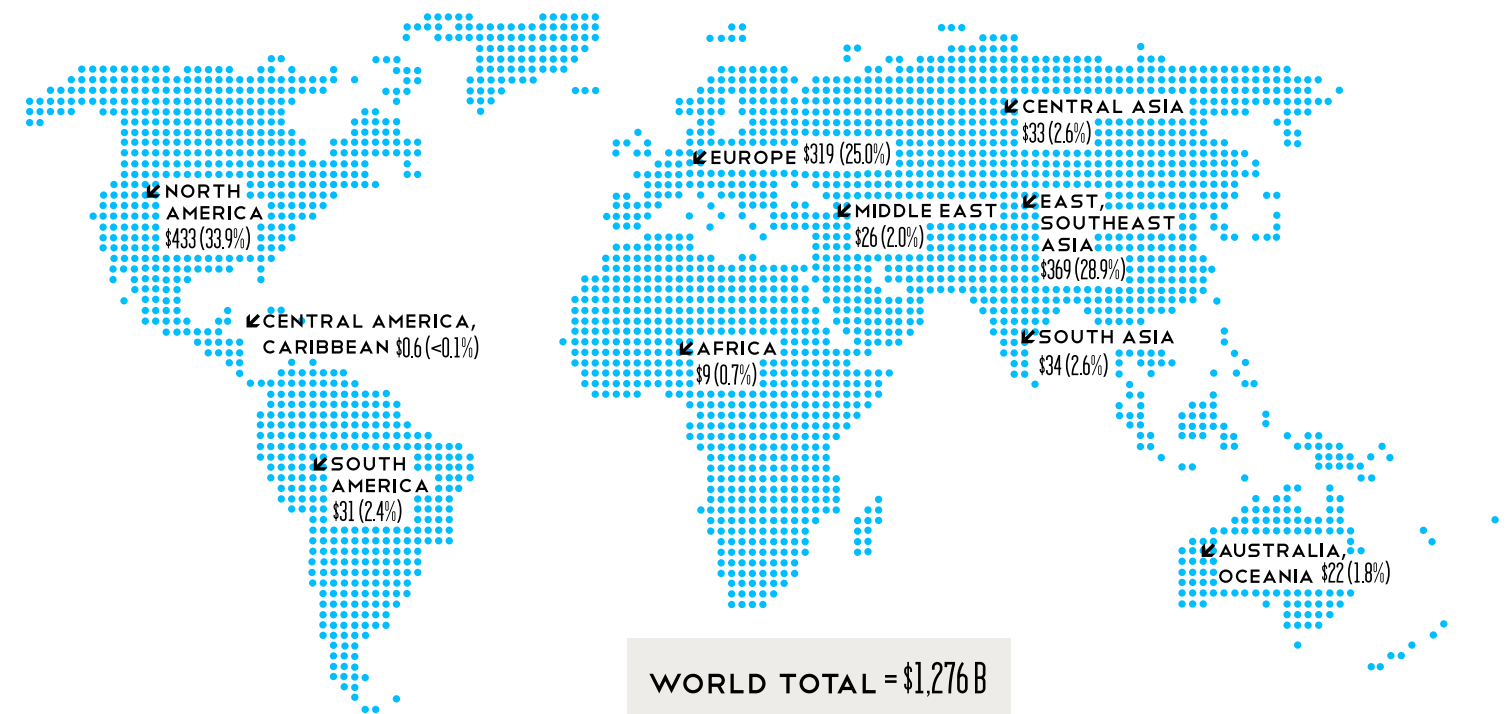 CENTRAL ASIA
$33 (2.6%)
EUROPE $319 (25.0%)
NORTH
AMERICA
$433 (33.9%)
MIDDLE EAST
$26 (2.0%)
EAST,
SOUTHEAST
ASIA
$369 (28.9%)
CENTRAL AMERICA,
CARIBBEAN $0.6 (<0.1%)
AFRICA
$9 (0.7%)
SOUTH ASIA
$34 (2.6%)
SOUTH
AMERICA
$31 (2.4%)
AUSTRALIA,
OCEANIA $22 (1.8%)
WORLD TOTAL = $1,276 B